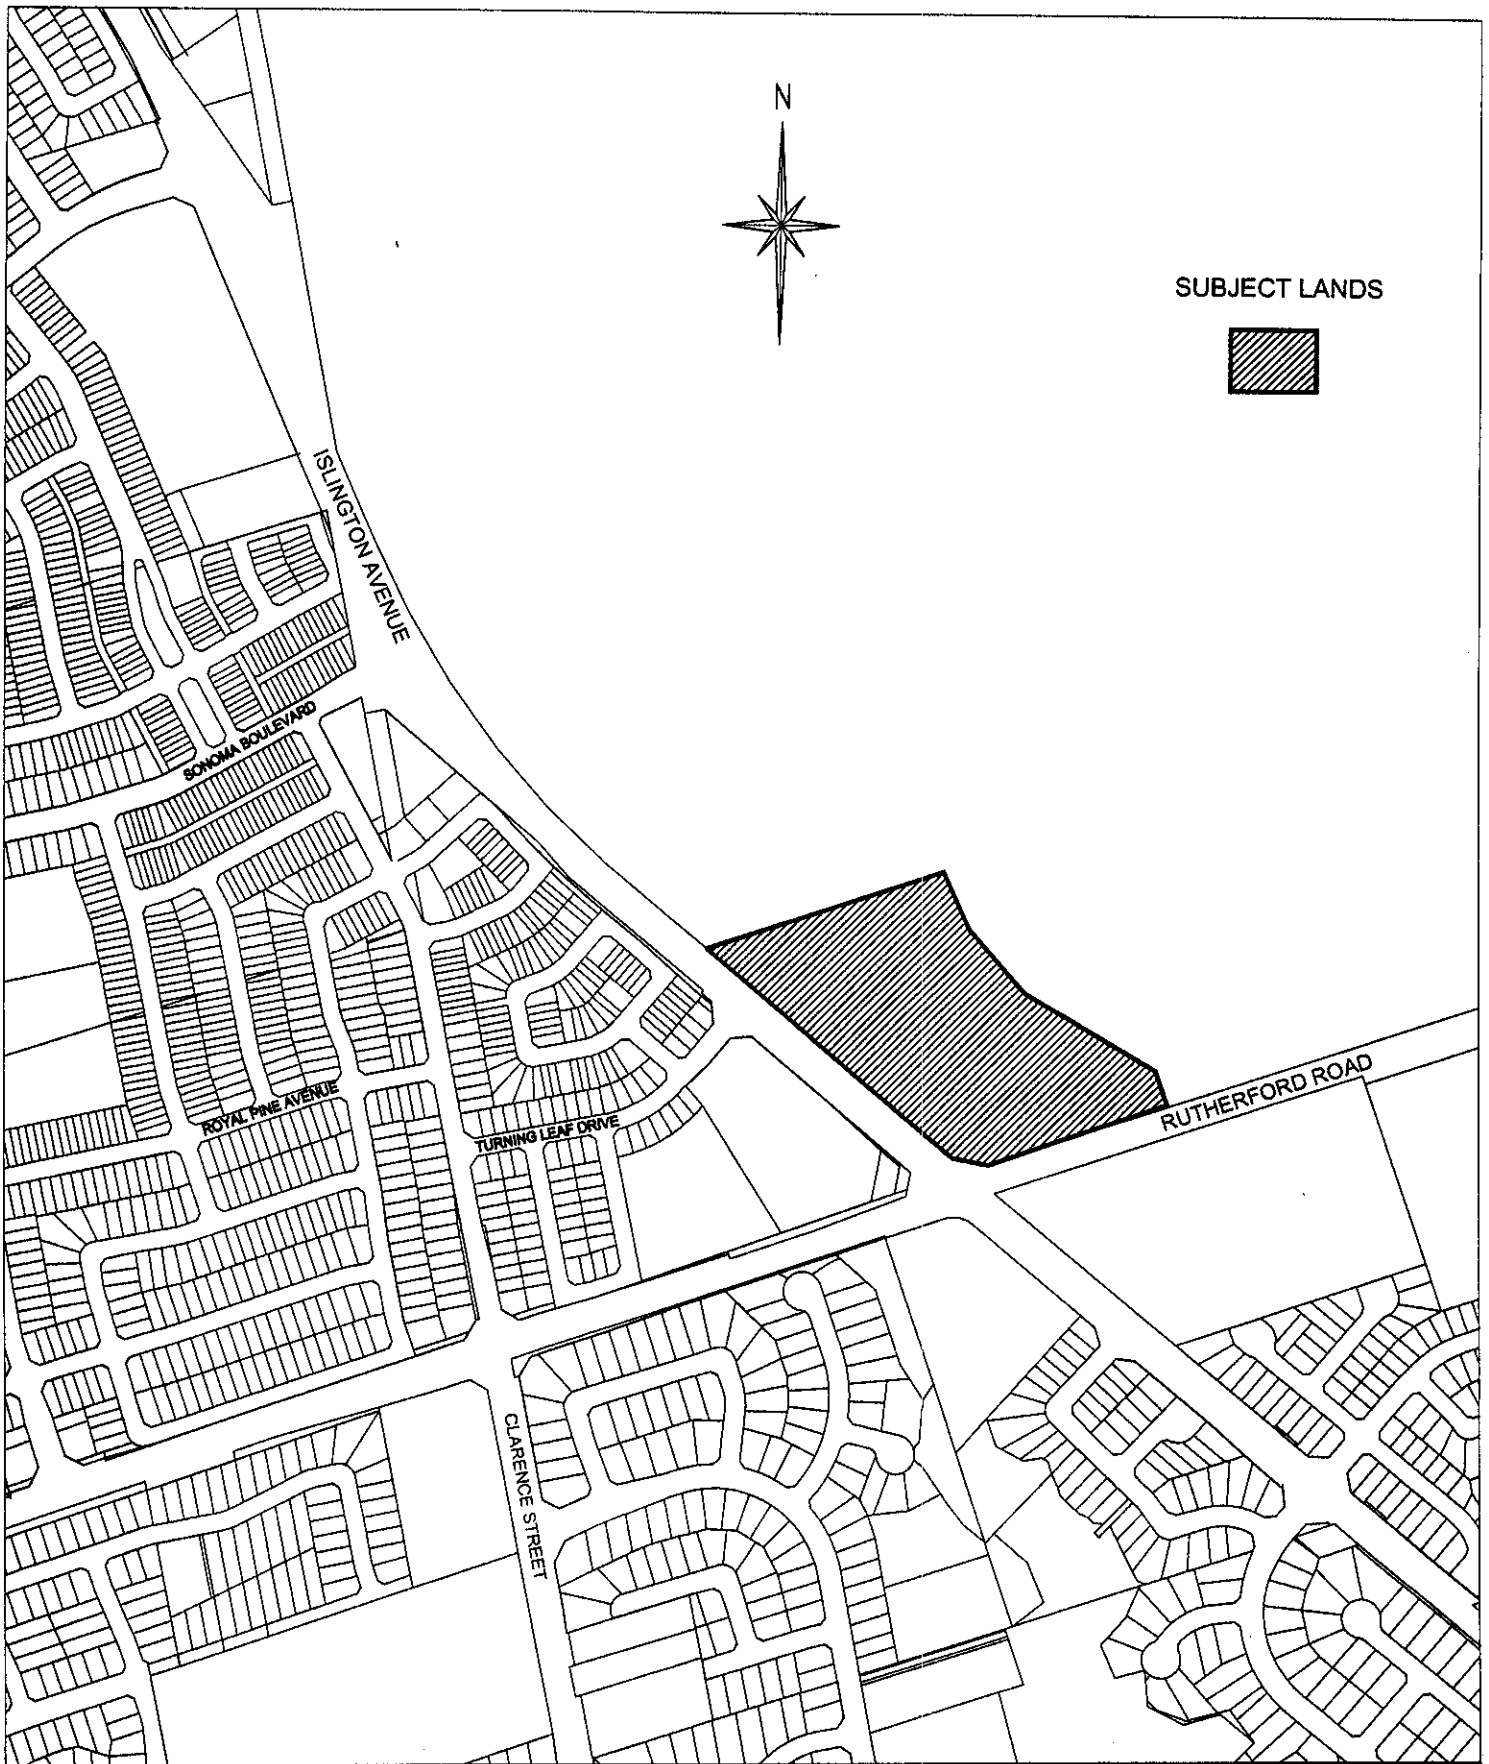 N
SUBJECT LANDS
ISLINGTON AVENUE
SONOMA BOULEVARD
RUTHERFORD ROAD
ROYAL PINE AVENUE
TURNING LEAF DRIVE
CLARENCE STREET